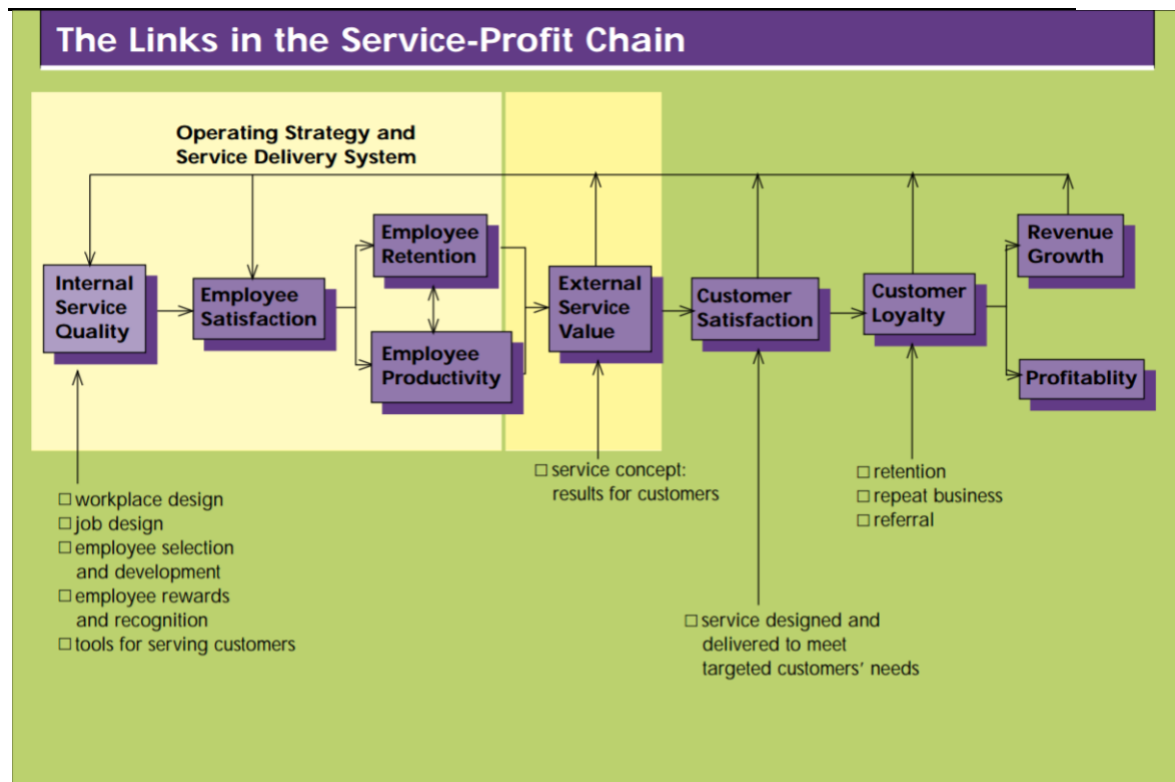 The Links in the Service-Profit Chain
Operating Strategy and
Service Delivery System
Internal
Service
Quality
Employee
Satisfaction
Employee
Retention
Employee
Productivity
External
Service
Value
Customer
Satisfaction
Customer
Loyalty
Revenue
Growth
Profitablity
□ workplace design
□ job design
□ employee selection
and development
□ employee rewards
and recognition
□ tools for serving customers
□ service concept:
results for customers
□ service designed and
delivered to meet
targeted customers’ needs
□ retention
□ repeat business
□ referral